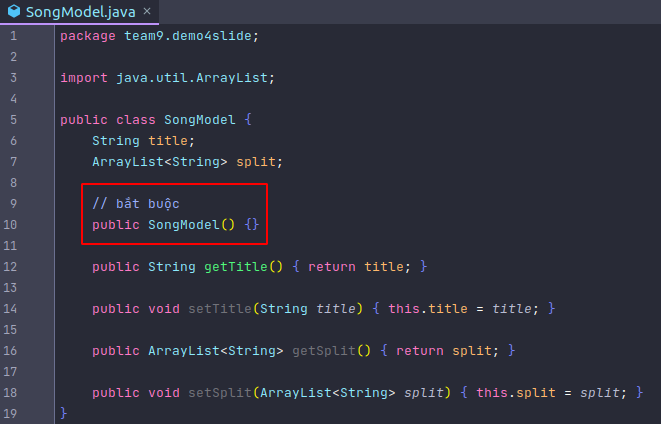 SongModel.java ×
1 package team9.demo4slide;
2
3 import java.util.ArrayList;
4
5 public class SongModel {
6 String title;
7 ArrayList<String> split;
8
9 // bắt buộc
10 public SongModel() {}
11
12 public String getTitle() { return title; }
13
14 public void setTitle(String title) { this.title = title; }
15
16 public ArrayList<String> getSplit() { return split; }
17
18 public void setSplit(ArrayList<String> split) { this.split = split; }
19 }